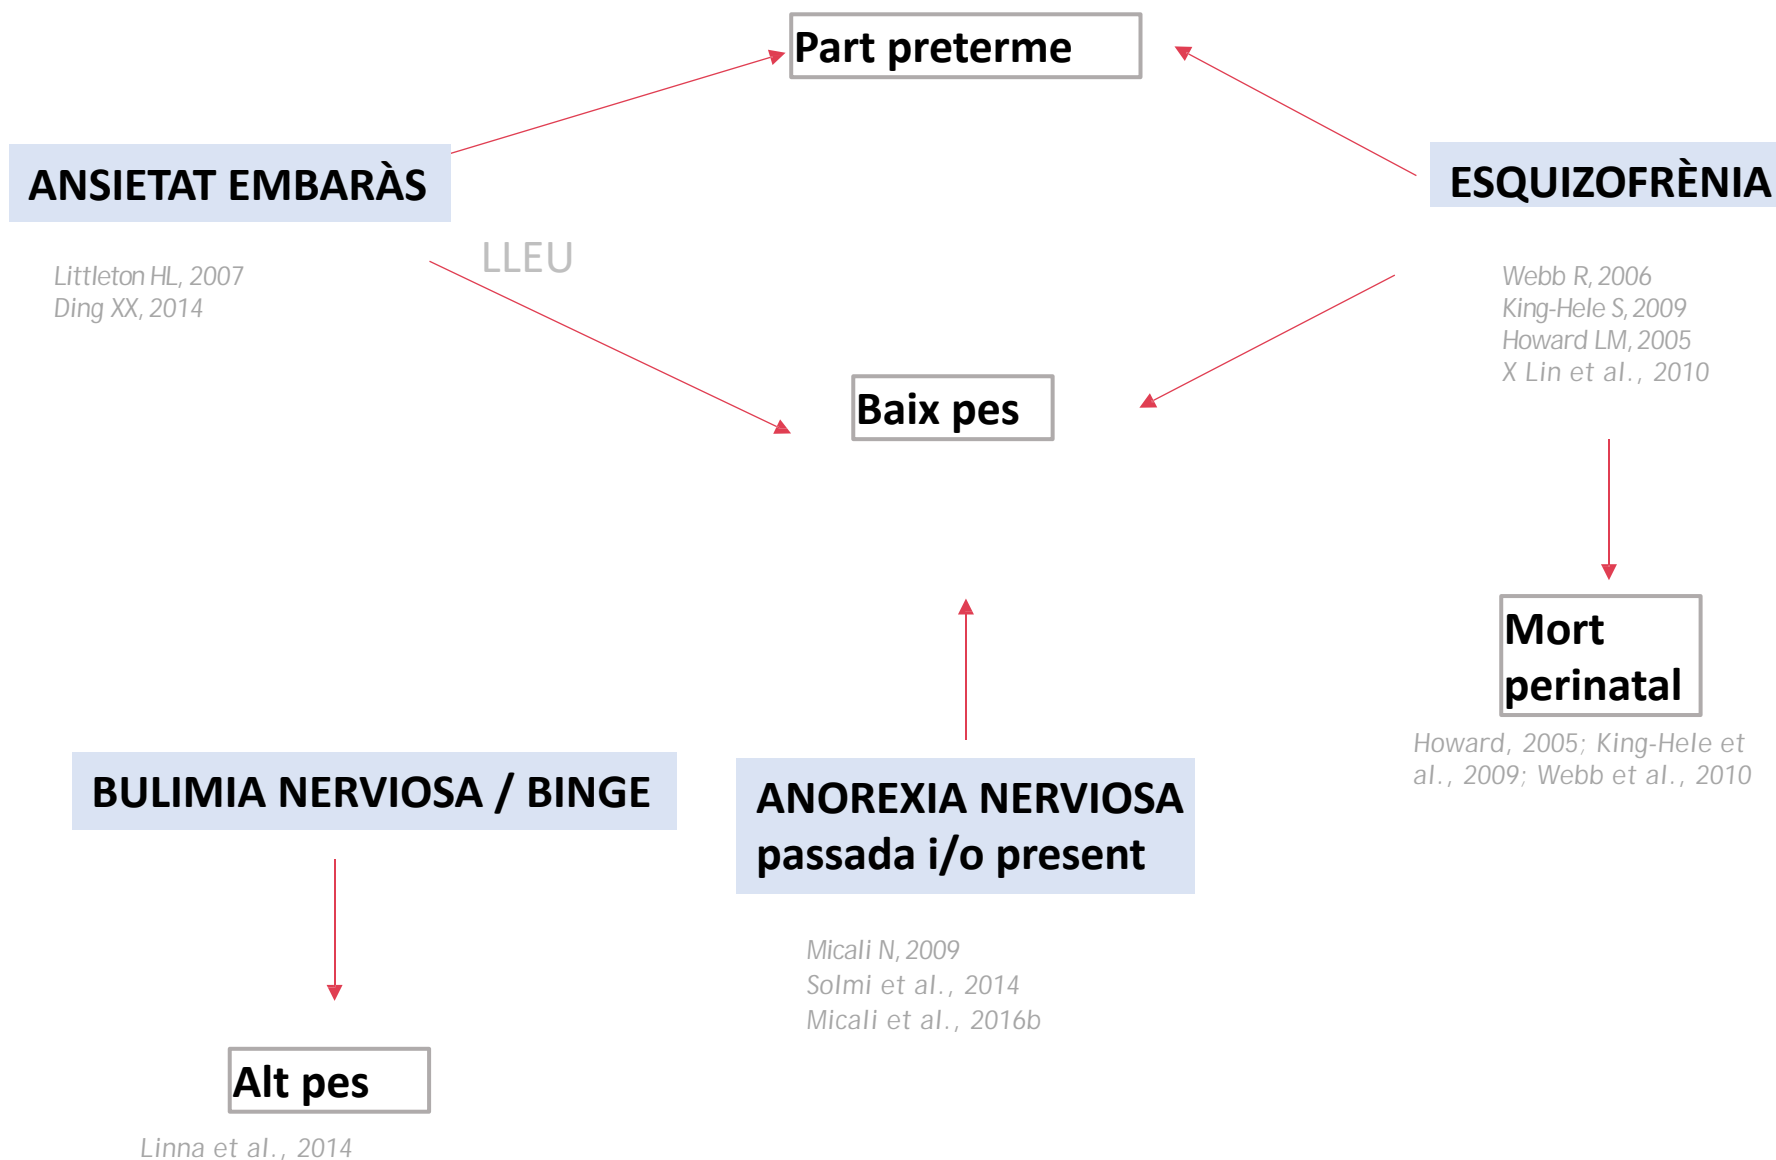 Part preterme
ANSIETAT EMBARÀS
ESQUIZOFRÈNIA
LLEU
Littleton HL, 2007
Ding XX, 2014
Webb R, 2006
King-Hele S, 2009
Howard LM, 2005
X Lin et al., 2010
Baix pes
Mort
perinatal
Howard, 2005; King-Hele et
al., 2009; Webb et al., 2010
BULIMIA NERVIOSA / BINGE
ANOREXIA NERVIOSA
passada i/o present
Micali N, 2009
Solmi et al., 2014
Micali et al., 2016b
Alt pes
Linna et al., 2014